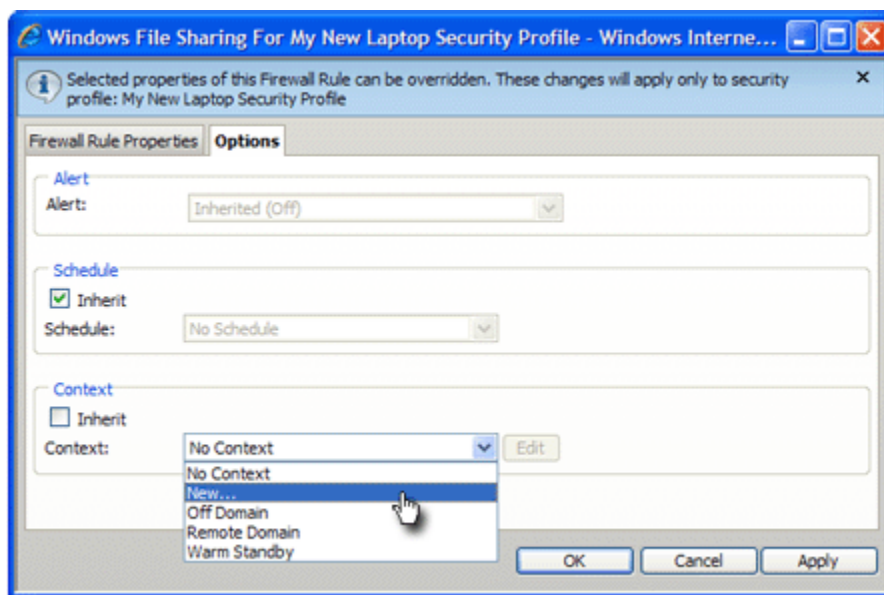 Windows File Sharing For My New Laptop Security Profile - Windows Interne...
Selected properties of this Firewall Rule can be overridden. These changes will apply only to security
profile: My New Laptop Security Profile
Firewall Rule Properties Options
Alert
Alert: Inherited (Off)
Schedule
Inherit
Schedule: No Schedule
Context
Inherit
Context: No Context Edit
No Context
New...
Off Domain
Remote Domain
Warm Standby
OK Cancel Apply